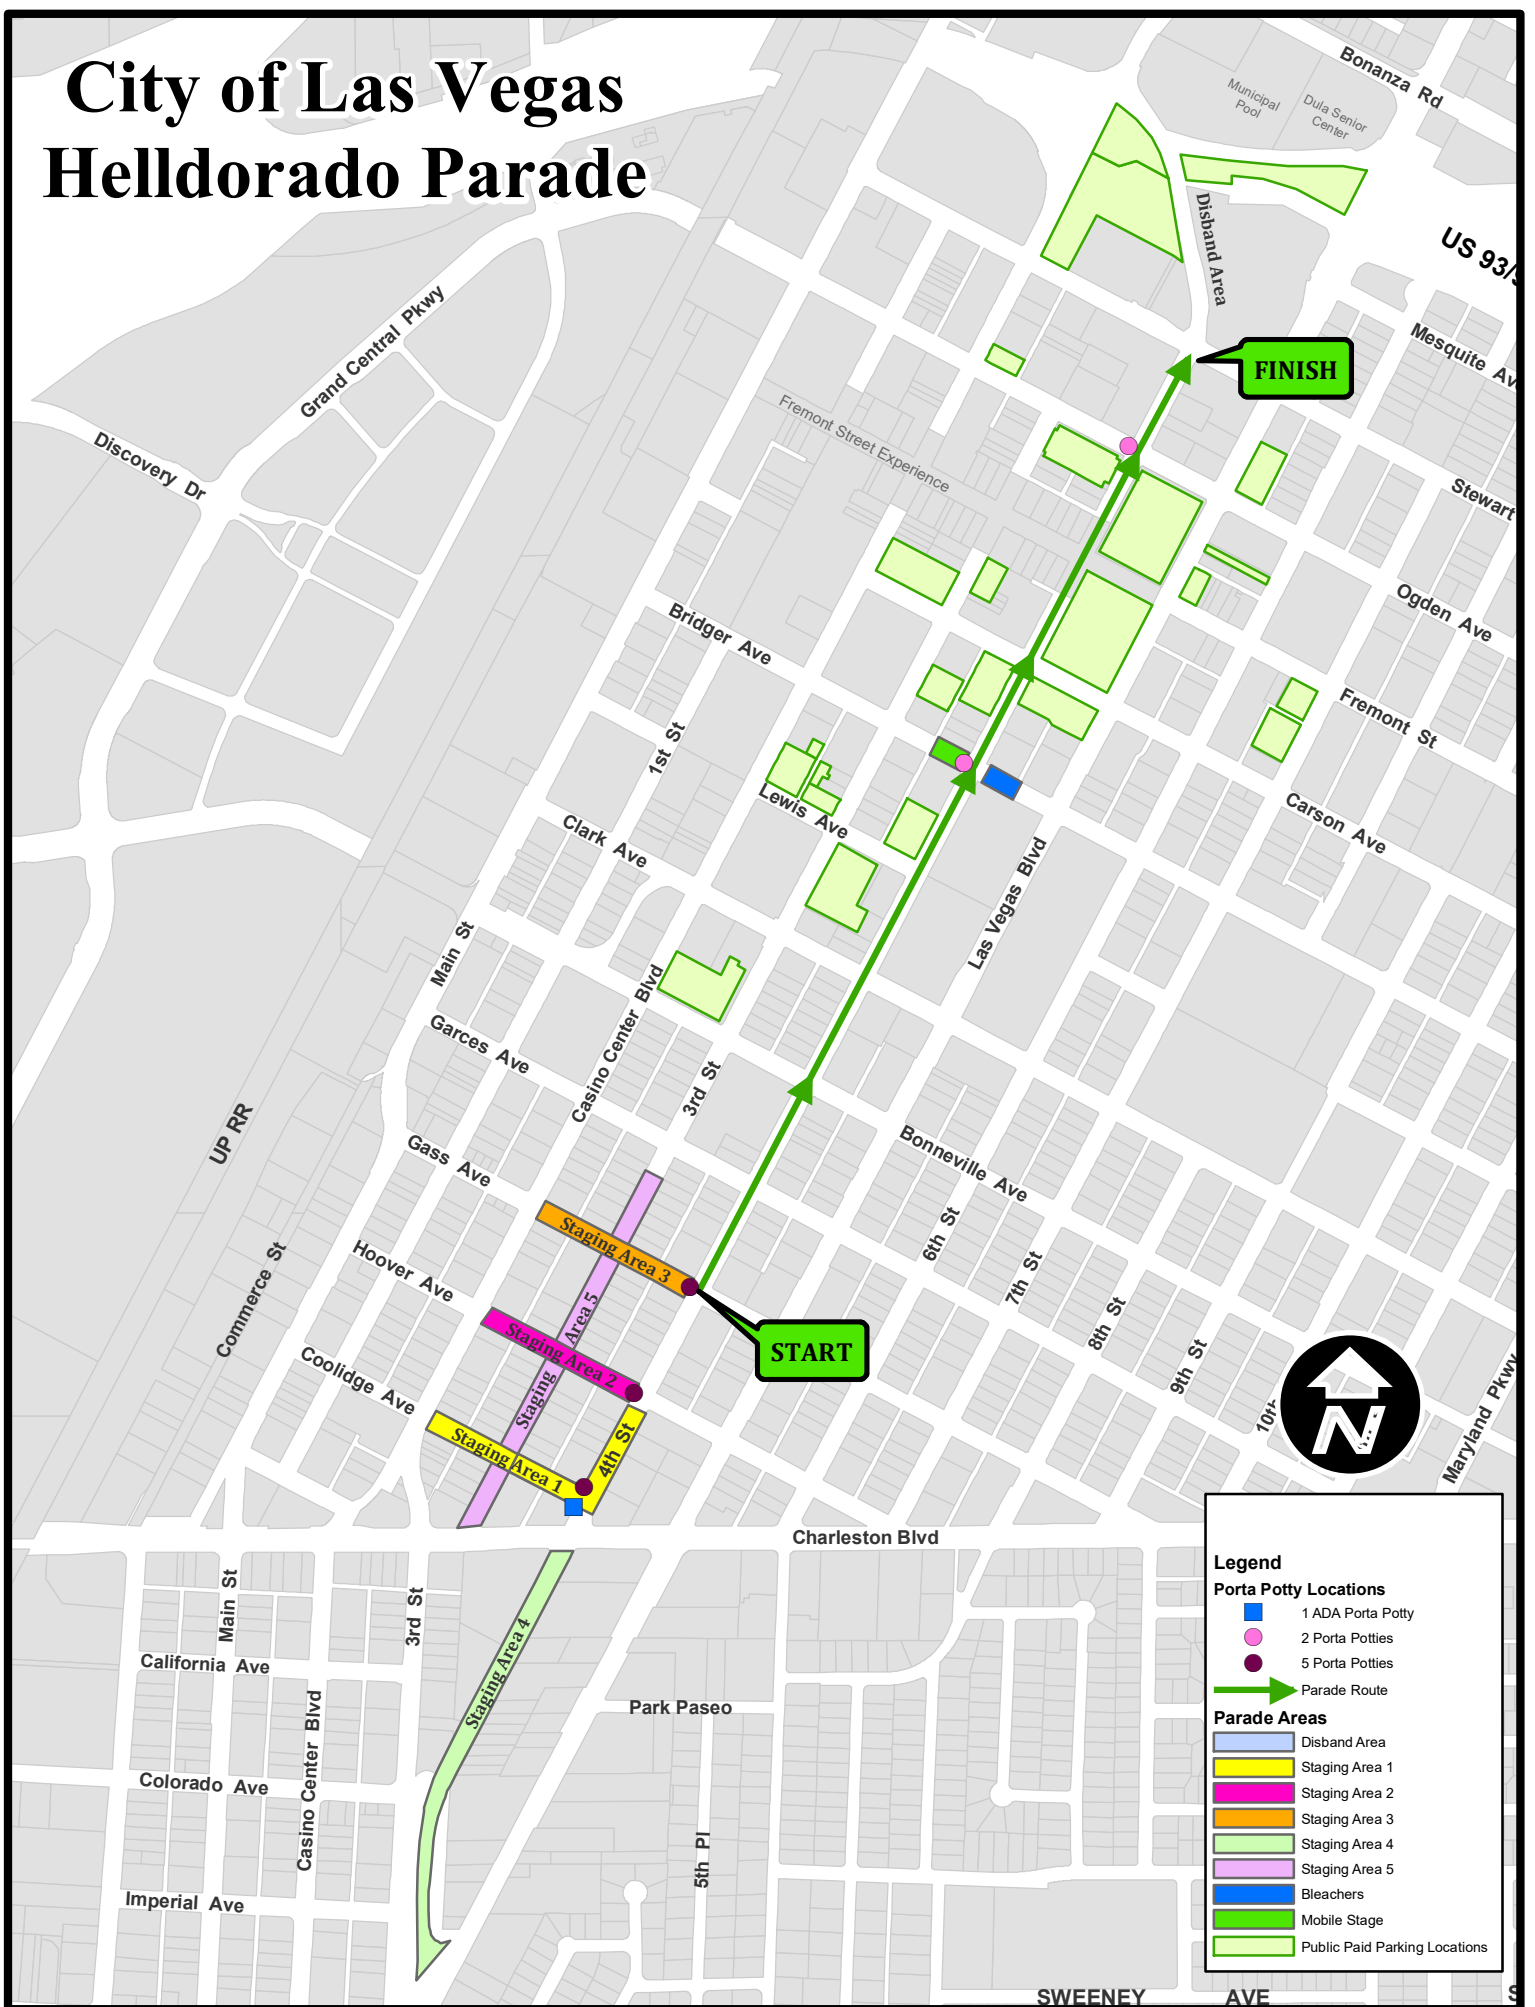 City of Las Vegas
Helldorado Parade
Bonanza Rd
Municipal
Pool
Dula Senior
Center
Disband Area
US 93/
Grand Central Pkwy
Mesquite
FINISH
Discovery Dr
Fremont Street Experience
Stewart
Ogden Ave
Bridger Ave
Fremont St
1st St
Lewis Ave
Carson Ave
Clark Ave
Las Vegas Blvd
Main St
Casino Center Blvd
Garces Ave
3rd St
UP RR
Gass Ave
Bonneville Ave
Staging Area 3
6th St
Hoover Ave
7th St
Commerce St
Staging Area 5
8th St
START
Staging Area 2
9th St
Coolidge Ave
10th
Maryland Pkwy
4th St
Staging Area 1
Charleston Blvd
Main St
3rd St
Staging Area 4
California Ave
Casino Center Blvd
Park Paseo
Colorado Ave
5th Pl
Imperial Ave
SWEENEY AVE
S
N
Legend
Porta Potty Locations
1 ADA Porta Potty
2 Porta Potties
5 Porta Potties
Parade Route
Parade Areas
Disband Area
Staging Area 1
Staging Area 2
Staging Area 3
Staging Area 4
Staging Area 5
Bleachers
Mobile Stage
Public Paid Parking Locations